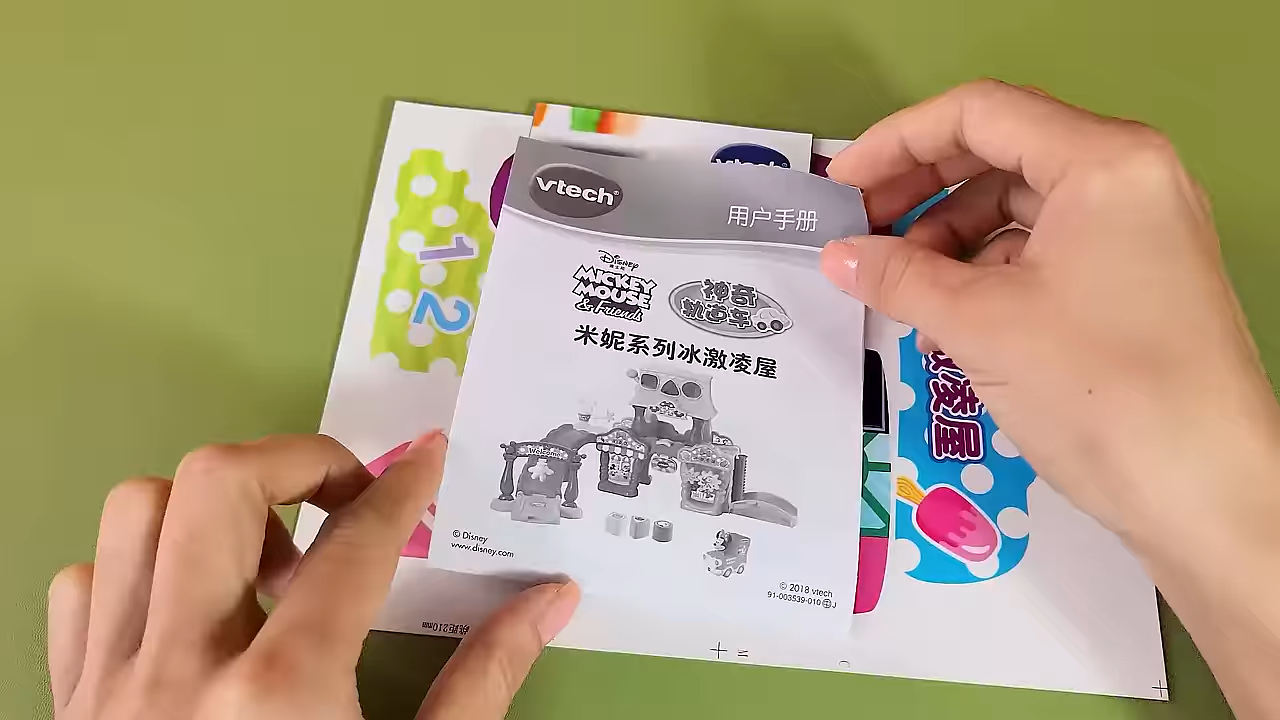 vtech
vtech
用户手册
Disney
MICKEY
MOUSE
& Friends
神奇
轨道车
米妮系列冰激凌屋
Welcome
© Disney
www.disney.com
© 2018 vtech
91-003539-010
J
1
2
凌屋
210mm